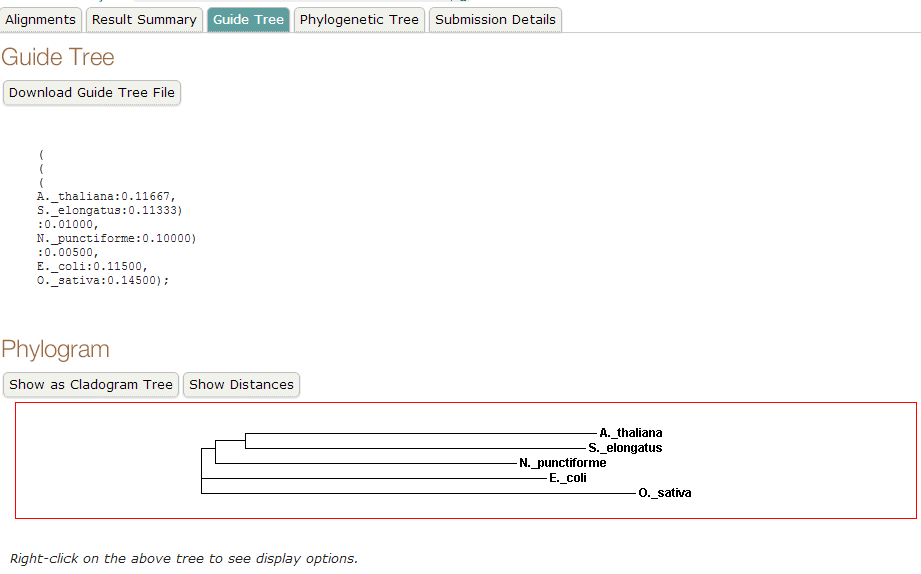 Alignments Result Summary Guide Tree Phylogenetic Tree Submission Details
Guide Tree
Download Guide Tree File
(
(
(
A._thaliana:0.11667,
S._elongatus:0.11333)
:0.01000,
N._punctiforme:0.10000)
:0.00500,
E._coli:0.11500,
O._sativa:0.14500);
Phylogram
Show as Cladogram Tree Show Distances
A._thaliana
S._elongatus
N._punctiforme
E._coli
O._sativa
Right-click on the above tree to see display options.